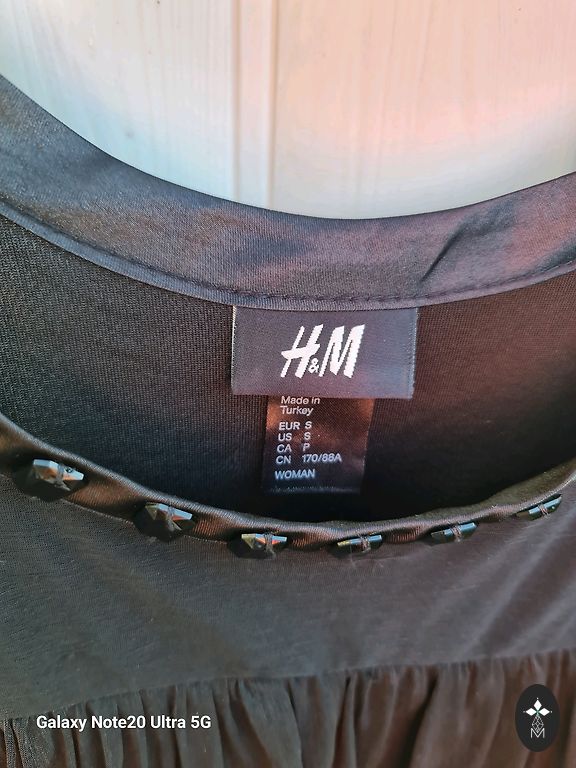 H&M
Made in
Turkey
EUR S
US S
CA P
CN 170/88A
WOMAN
Galaxy Note20 Ultra 5G
M